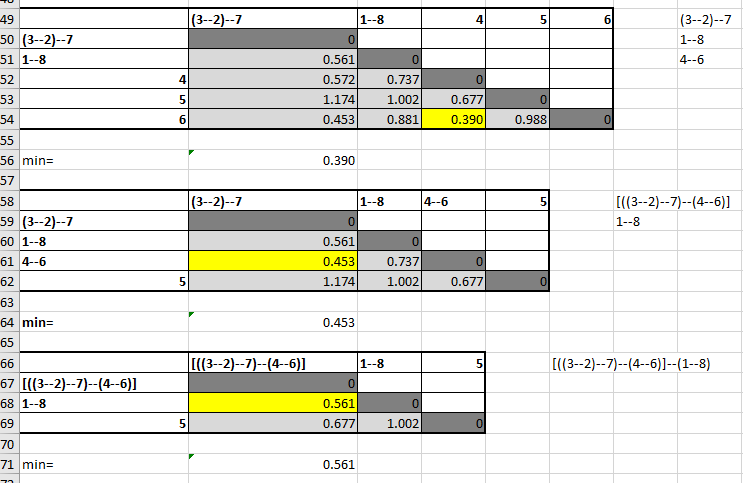 49 (3--2)--7 1--8 4 5 6 (3--2)--7
50 (3--2)--7 0 1--8
51 1--8 0.561 0 4--6
52 4 0.572 0.737 0
53 5 1.174 1.002 0.677 0
54 6 0.453 0.881 0.390 0.988 0
55
56 min= 0.390
57
58 (3--2)--7 1--8 4--6 5 [((3--2)--7)--(4--6)]
59 (3--2)--7 0 1--8
60 1--8 0.561 0
61 4--6 0.453 0.737 0
62 5 1.174 1.002 0.677 0
63
64 min= 0.453
65
66 [((3--2)--7)--(4--6)] 1--8 5 [((3--2)--7)--(4--6)]--(1--8)
67 [((3--2)--7)--(4--6)] 0
68 1--8 0.561 0
69 5 0.677 1.002 0
70
71 min= 0.561